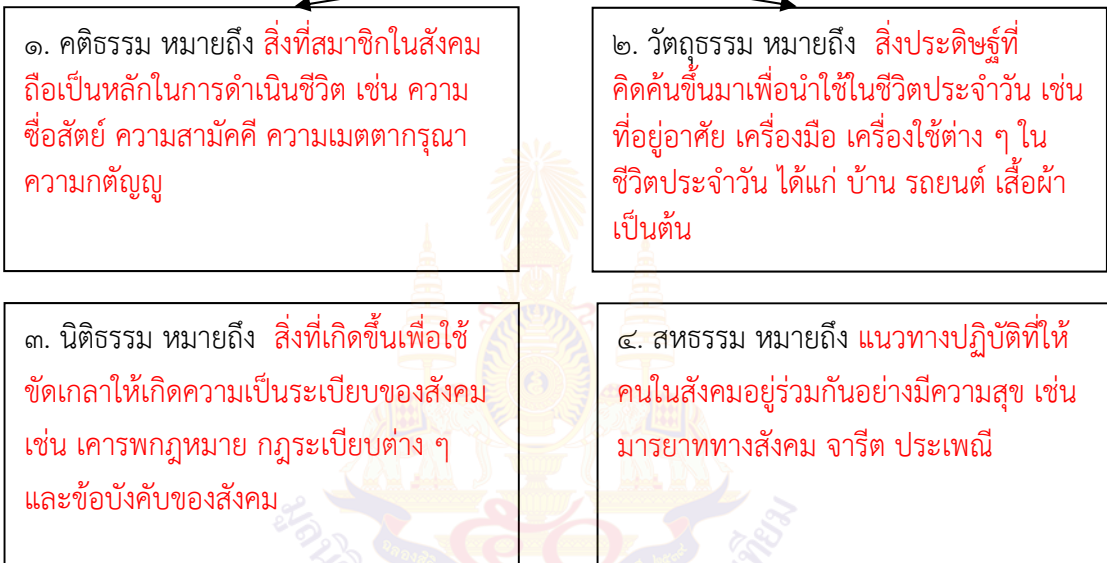 ๑. คติธรรม หมายถึง สิ่งที่สมาชิกในสังคม
ถือเป็นหลักในการดำเนินชีวิต เช่น ความ
ซื่อสัตย์ ความสามัคคี ความเมตตากรุณา
ความกตัญญู
๒. วัตถุธรรม หมายถึง สิ่งประดิษฐ์ที่
คิดค้นขึ้นมาเพื่อนำใช้ในชีวิตประจำวัน เช่น
ที่อยู่อาศัย เครื่องมือ เครื่องใช้ต่าง ๆ ใน
ชีวิตประจำวัน ได้แก่ บ้าน รถยนต์ เสื้อผ้า
เป็นต้น
๓. นิติธรรม หมายถึง สิ่งที่เกิดขึ้นเพื่อใช้
ขัดเกลาให้เกิดความเป็นระเบียบของสังคม
เช่น เคารพกฎหมาย กฎระเบียบต่าง ๆ
และข้อบังคับของสังคม
๔. สหธรรม หมายถึง แนวทางปฏิบัติที่ให้
คนในสังคมอยู่ร่วมกันอย่างมีความสุข เช่น
มารยาททางสังคม จารีต ประเพณี